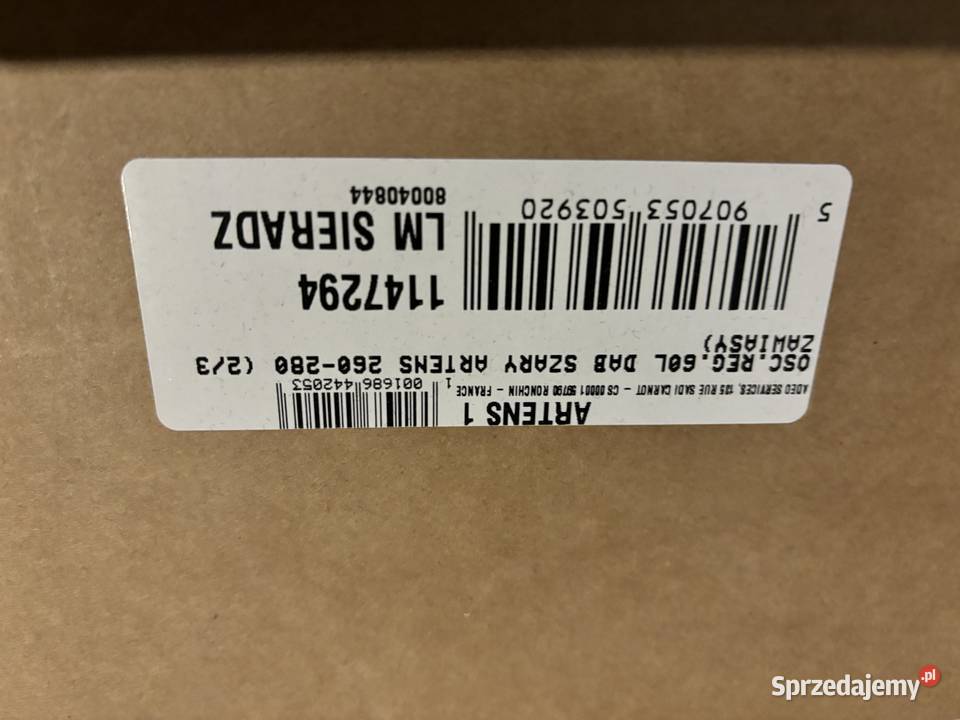 ARTENS 1
ADEO SERVICES, 135 RUE SADI CARNOT - CS 00001 59790 RONCHIN - FRANCE
1 001686 442053
OSC.REG.60L DAB SZARY ARTENS 260-280 (2/3
ZAWIASY)
5 907053 503920
1147294
LM SIERADZ
80040844
Sprzedajemy.pl